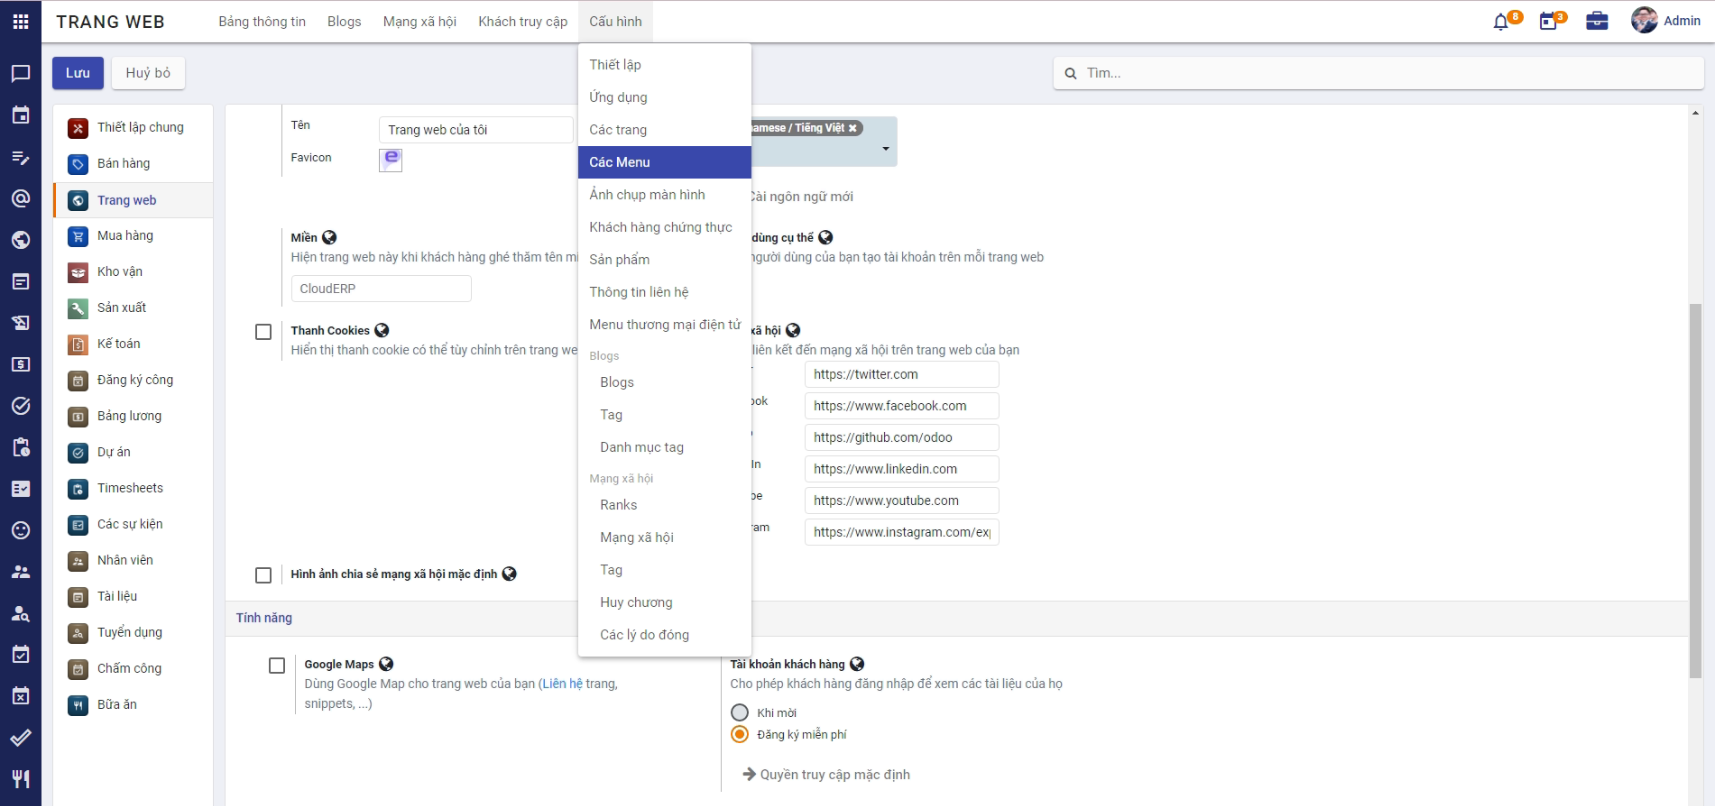 TRANG WEB
Bảng thông tin
Blogs
Mạng xã hội
Khách truy cập
Cấu hình
8
3
Admin
Lưu
Huỷ bỏ
Tìm...
Thiết lập chung
Bán hàng
Trang web
Mua hàng
Kho vận
Sản xuất
Kế toán
Đăng ký công
Bảng lương
Dự án
Timesheets
Các sự kiện
Nhân viên
Tài liệu
Tuyển dụng
Chấm công
Bữa ăn
Thiết lập
Ứng dụng
Các trang
Các Menu
Ảnh chụp màn hình
Khách hàng chứng thực
Sản phẩm
Thông tin liên hệ
Menu thương mại điện tử
Blogs
Blogs
Tag
Danh mục tag
Mạng xã hội
Ranks
Mạng xã hội
Tag
Huy chương
Các lý do đóng
Tên
Trang web của tôi
Favicon
namese / Tiếng Việt
Cài ngôn ngữ mới
Miền
Hiện trang web này khi khách hàng ghé thăm tên mi
CloudERP
dùng cụ thể
người dùng của bạn tạo tài khoản trên mỗi trang web
Thanh Cookies
Hiển thị thanh cookie có thể tùy chỉnh trên trang we
xã hội
liên kết đến mạng xã hội trên trang web của bạn
https://twitter.com
ook
https://www.facebook.com
https://github.com/odoo
In
https://www.linkedin.com
be
https://www.youtube.com
ram
https://www.instagram.com/exp
Hình ảnh chia sẻ mạng xã hội mặc định
Tính năng
Google Maps
Dùng Google Map cho trang web của bạn (Liên hệ trang,
snippets, ...)
Tài khoản khách hàng
Cho phép khách hàng đăng nhập để xem các tài liệu của họ
Khi mời
Đăng ký miễn phí
Quyền truy cập mặc định